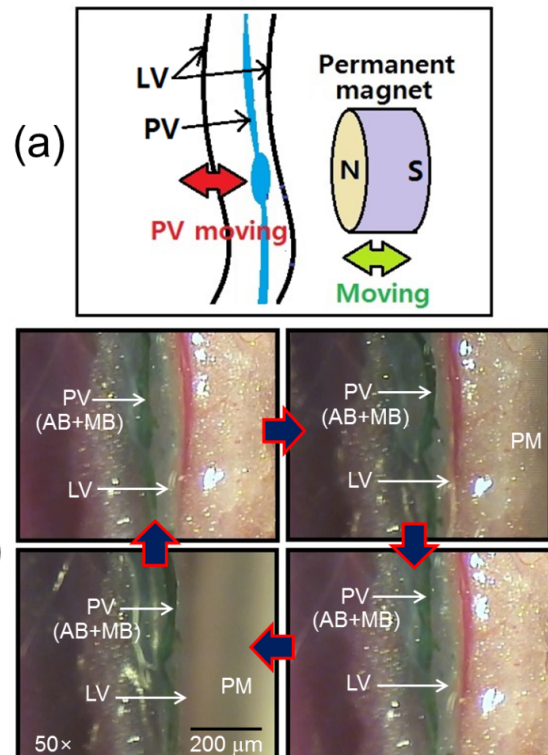 (a)
LV
PV
Permanent
magnet
N
S
PV moving
Moving
PV
(AB+MB)
LV
PV
(AB+MB)
LV
PM
PV
(AB+MB)
LV
PM
50×
200 µm
PV
(AB+MB)
LV